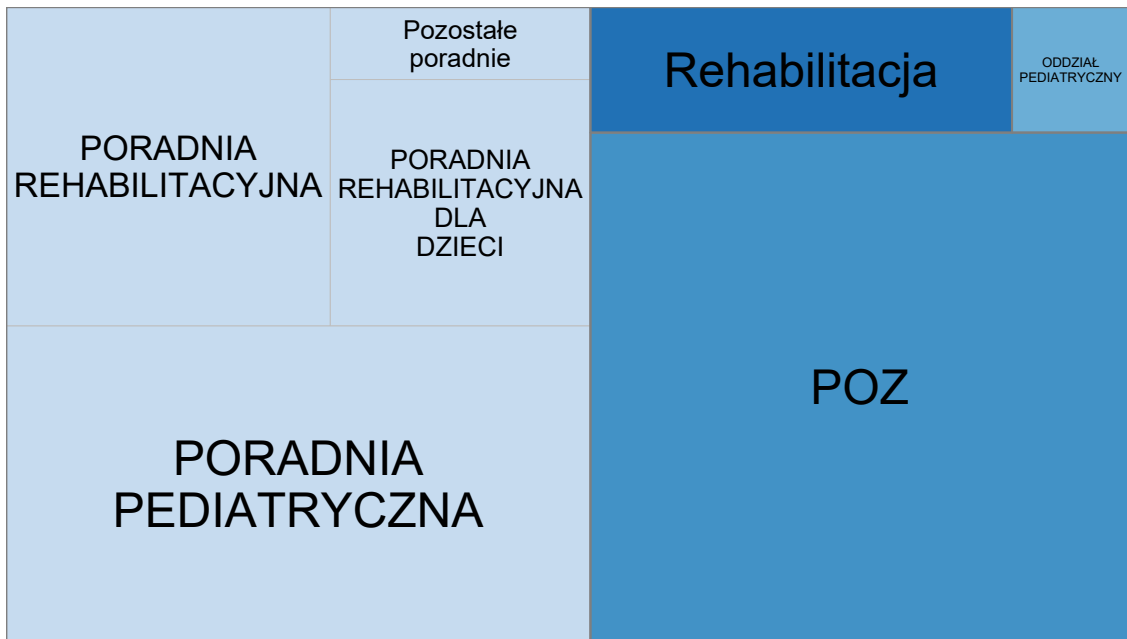 Pozostałe
poradnie
PORADNIA
REHABILITACYJNA
PORADNIA
REHABILITACYJNA
DLA
DZIECI
PORADNIA
PEDIATRYCZNA
Rehabilitacja
ODDZIAŁ
PEDIATRYCZNY
POZ